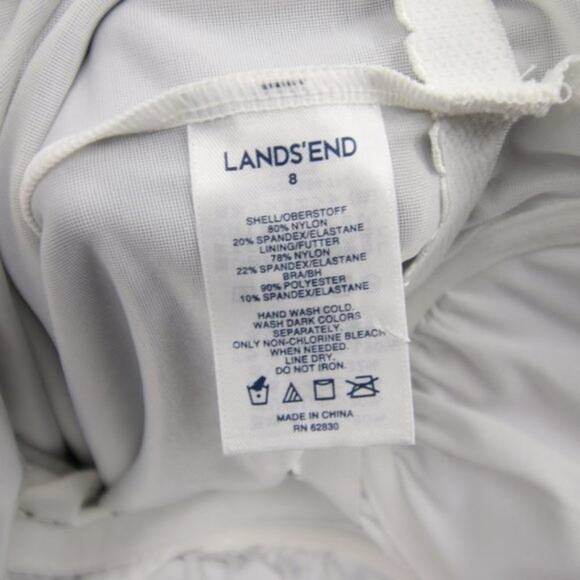 LANDS'END
8
SHELL/OBERSTOFF
80% NYLON
20% SPANDEX/ELASTANE
LINING/FUTTER
78% NYLON
22% SPANDEX/ELASTANE
BRA/BH
90% POLYESTER
10% SPANDEX/ELASTANE
HAND WASH COLD.
WASH DARK COLORS
SEPARATELY.
ONLY NON-CHLORINE BLEACH
WHEN NEEDED.
LINE DRY.
DO NOT IRON.
MADE IN CHINA
RN 62830